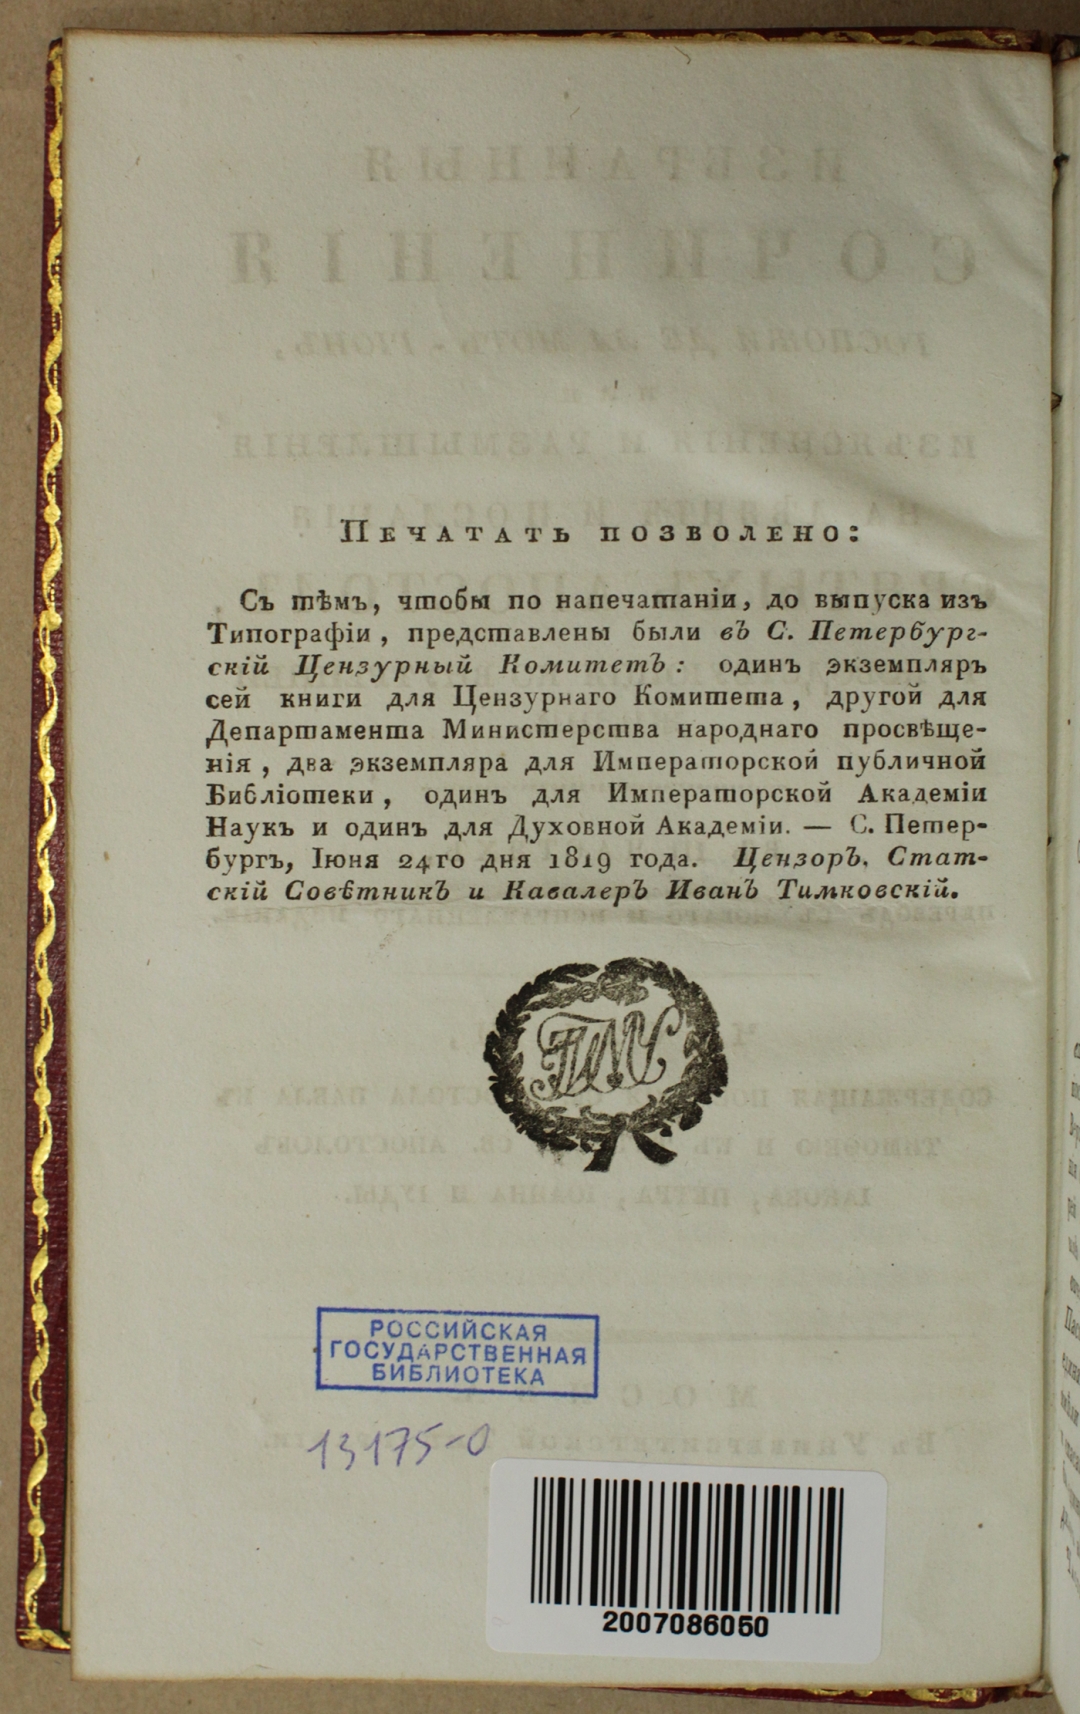 Печатать позволено:
Съ тѣмъ, чтобы по напечатаніи, до выпуска изъ
Типографіи, представлены были въ С. Петербург-
скій Цензурный Комитетъ: одинъ экземпляръ
сей книги для Цензурнаго Комитета, другой для
Департамента Министерства народнаго просвѣще-
нія, два экземпляра для Императорской публичной
Библіотеки, одинъ для Императорской Академіи
Наукъ и одинъ для Духовной Академіи. — С. Петер-
бургъ, Іюня 24го дня 1819 года. Цензоръ, Стат-
скій Совѣтникъ и Кавалеръ Иванъ Тимковскій.
РОССИЙСКАЯ
ГОСУДАРСТВЕННАЯ
БИБЛИОТЕКА
13175-0
2007086050